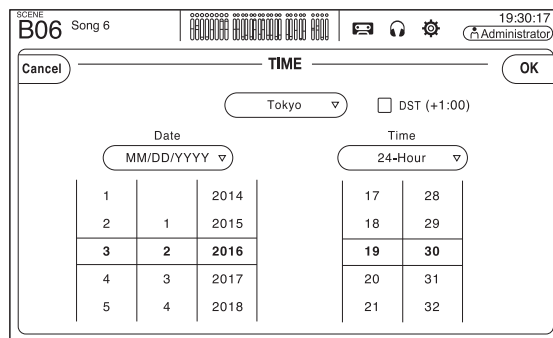 SCENE
B06 Song 6
19:30:17
Administrator
Cancel
TIME
OK
Tokyo
DST (+1:00)
Date
Time
MM/DD/YYYY
24-Hour
1 2014 17 28
2 1 2015 18 29
3 2 2016 19 30
4 3 2017 20 31
5 4 2018 21 32